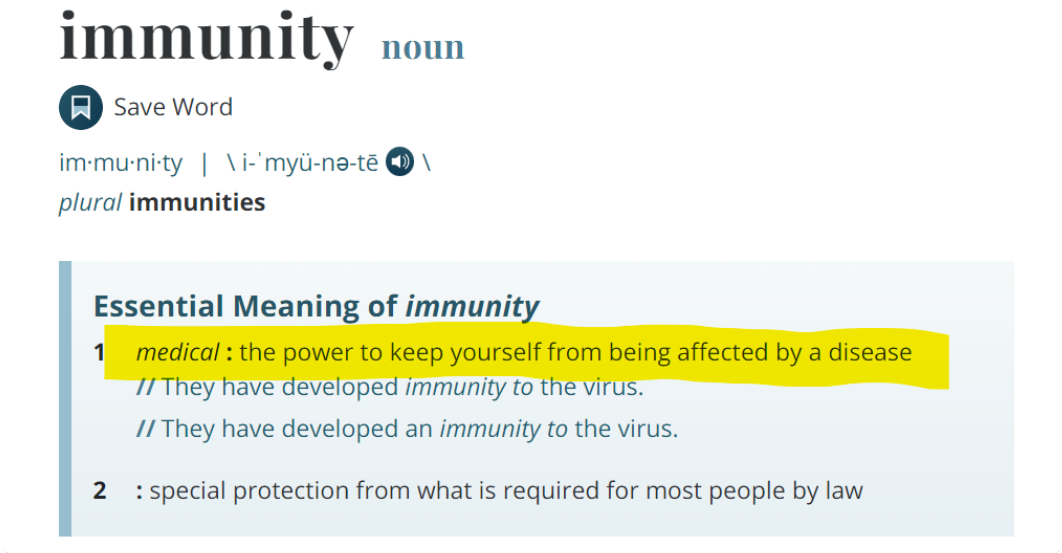 immunity noun
Save Word
im·mu·ni·ty | \ i-ˈmyü-nə-tē \
plural immunities
Essential Meaning of immunity
1 medical : the power to keep yourself from being affected by a disease
// They have developed immunity to the virus.
// They have developed an immunity to the virus.
2 : special protection from what is required for most people by law